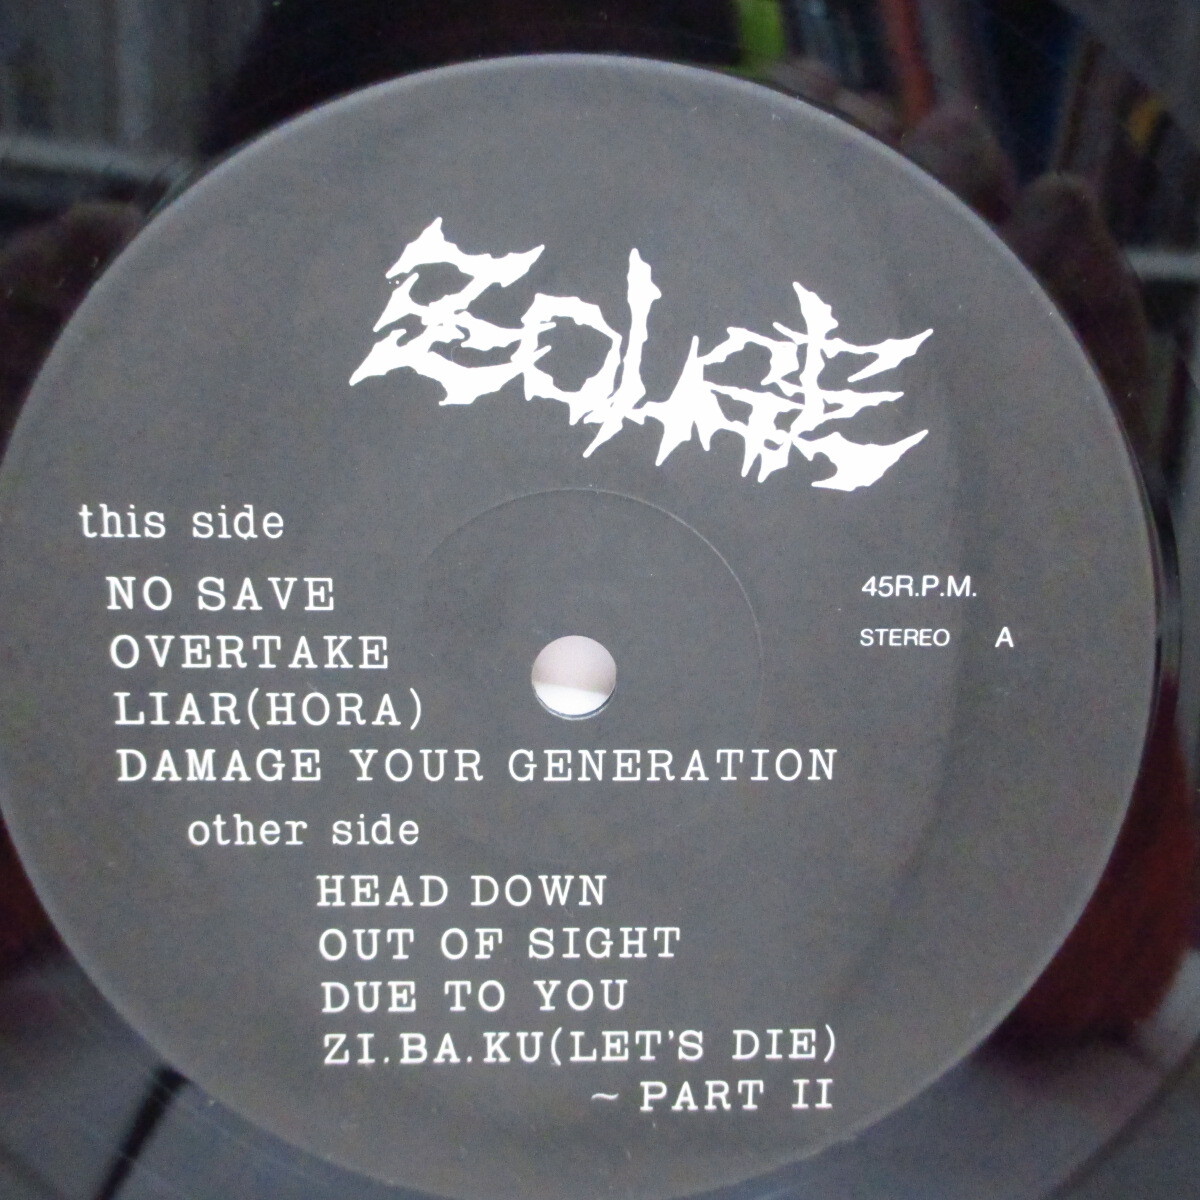 this side
NO SAVE
OVERTAKE
LIAR(HORA)
DAMAGE YOUR GENERATION
45R.P.M.
STEREO A
other side
HEAD DOWN
OUT OF SIGHT
DUE TO YOU
ZI.BA.KU(LET'S DIE)
~ PART II